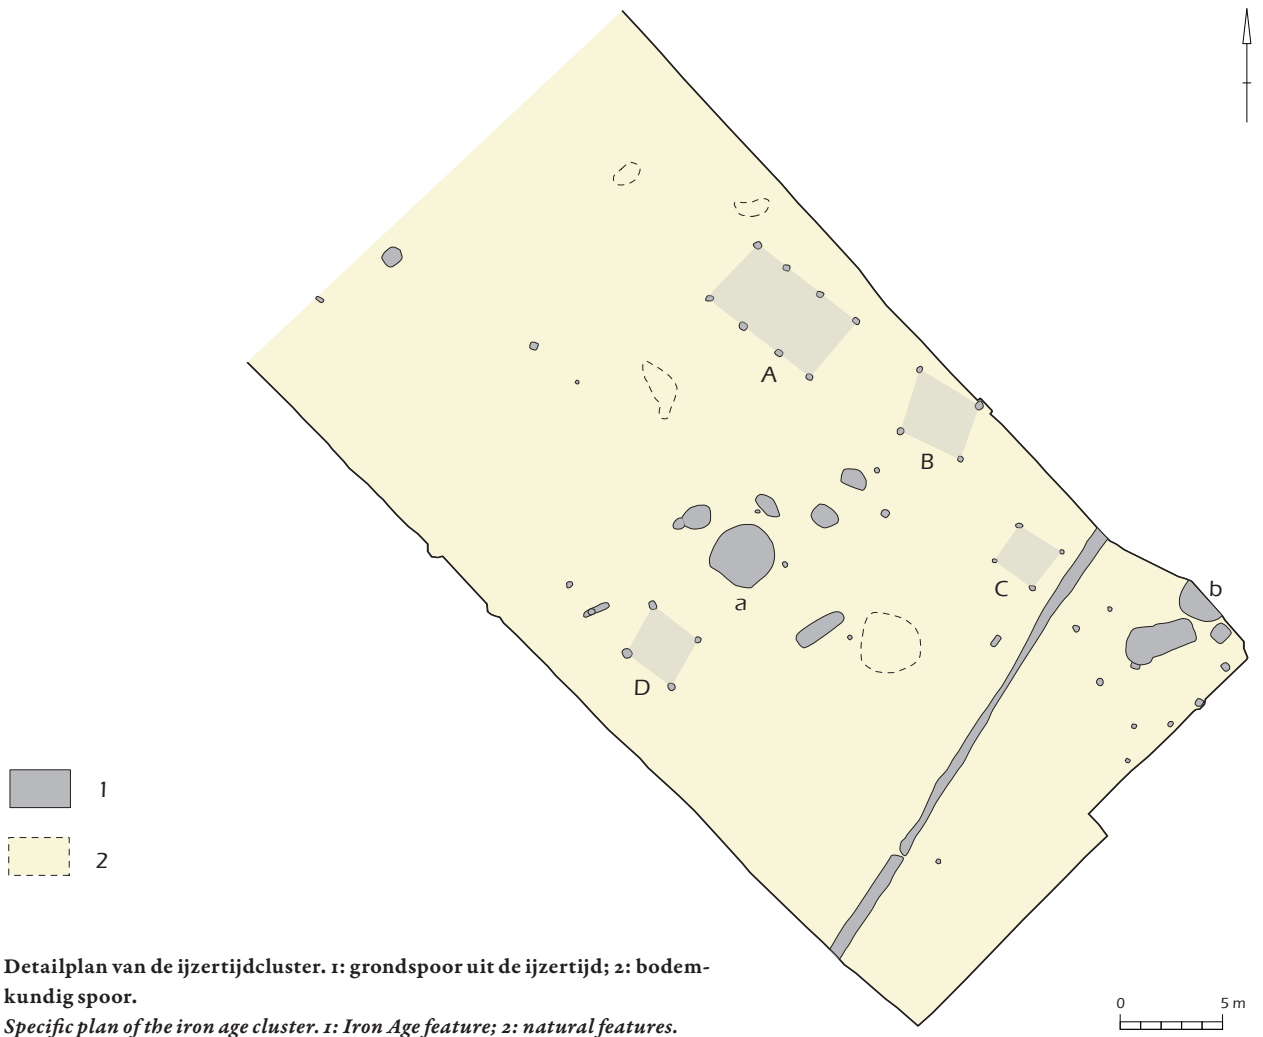 A
B
C
b
a
D
1
2
0 5 m
Detailplan van de ijzertijdcluster. 1: grondspoor uit de ijzertijd; 2: bodem-
kundig spoor.
Specific plan of the iron age cluster. 1: Iron Age feature; 2: natural features.